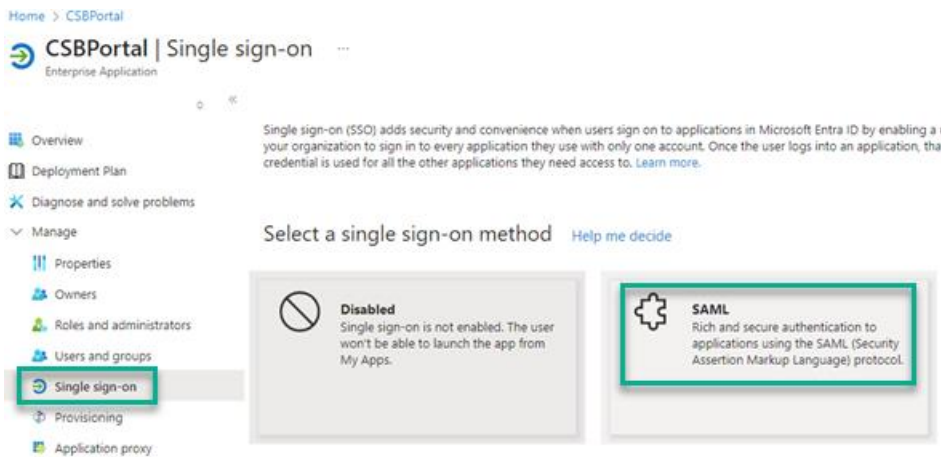 Home > CSBPortal
CSBPortal | Single sign-on ...
Enterprise Application
Overview
Deployment Plan
Diagnose and solve problems
Manage
Properties
Owners
Roles and administrators
Users and groups
Single sign-on
Provisioning
Application proxy
Single sign-on (SSO) adds security and convenience when users sign on to applications in Microsoft Entra ID by enabling a
your organization to sign in to every application they use with only one account. Once the user logs into an application, tha
credential is used for all the other applications they need access to. Learn more.
Select a single sign-on method Help me decide
Disabled
Single sign-on is not enabled. The user
won't be able to launch the app from
My Apps.
SAML
Rich and secure authentication to
applications using the SAML (Security
Assertion Markup Language) protocol.